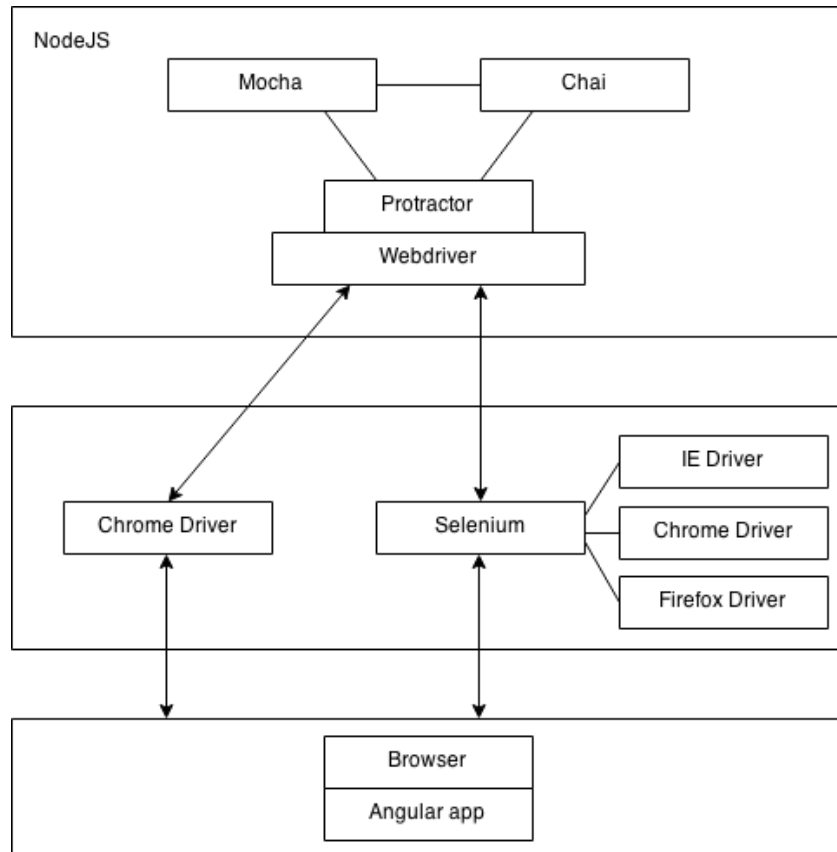 NodeJS
Mocha
Chai
Protractor
Webdriver
IE Driver
Chrome Driver
Selenium
Chrome Driver
Firefox Driver
Browser
Angular app